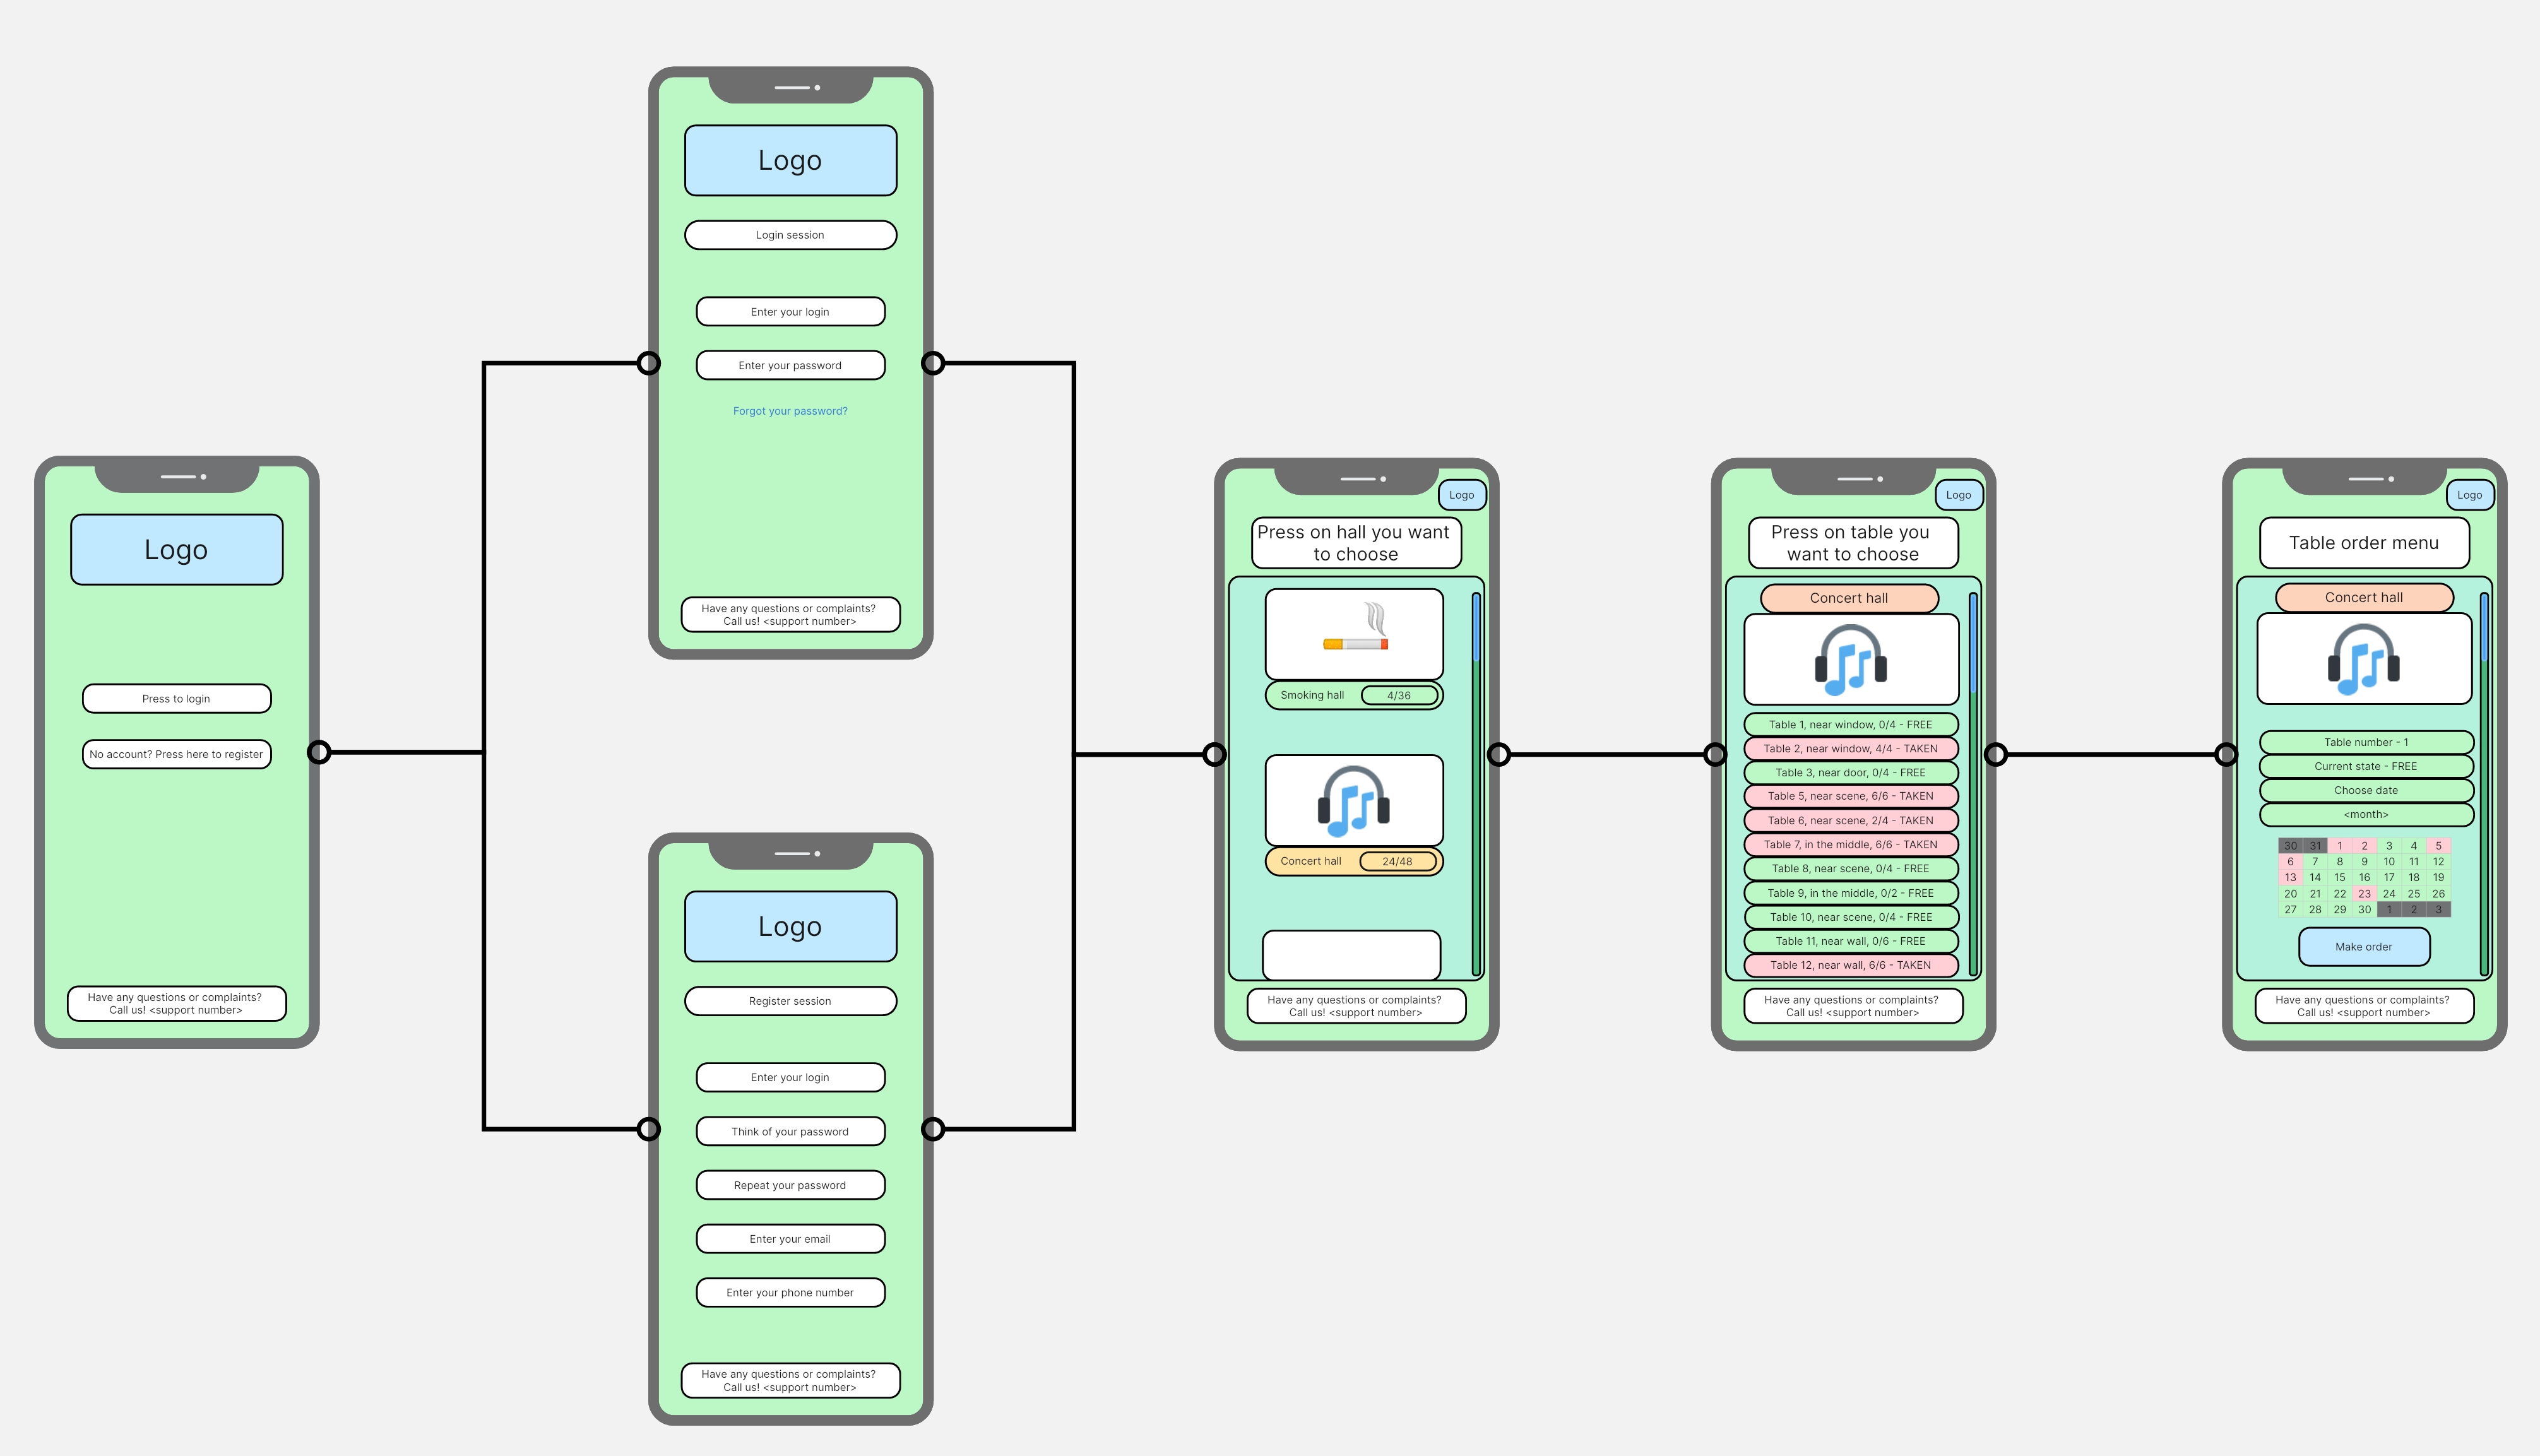 Logo
Press to login
No account? Press here to register
Have any questions or complaints?
Call us! <support number>
Logo
Login session
Enter your login
Enter your password
Forgot your password?
Have any questions or complaints?
Call us! <support number>
Logo
Register session
Enter your login
Think of your password
Repeat your password
Enter your email
Enter your phone number
Have any questions or complaints?
Call us! <support number>
Logo
Press on hall you want
to choose
Smoking hall 4/36
Concert hall 24/48
Have any questions or complaints?
Call us! <support number>
Logo
Press on table you
want to choose
Concert hall
Table 1, near window, 0/4 - FREE
Table 2, near window, 4/4 - TAKEN
Table 3, near door, 0/4 - FREE
Table 5, near scene, 6/6 - TAKEN
Table 6, near scene, 2/4 - TAKEN
Table 7, in the middle, 6/6 - TAKEN
Table 8, near scene, 0/4 - FREE
Table 9, in the middle, 0/2 - FREE
Table 10, near scene, 0/4 - FREE
Table 11, near wall, 0/6 - FREE
Table 12, near wall, 6/6 - TAKEN
Have any questions or complaints?
Call us! <support number>
Logo
Table order menu
Concert hall
Table number - 1
Current state - FREE
Choose date
<month>
30 31 1 2 3 4 5
6 7 8 9 10 11 12
13 14 15 16 17 18 19
20 21 22 23 24 25 26
27 28 29 30 1 2 3
Make order
Have any questions or complaints?
Call us! <support number>